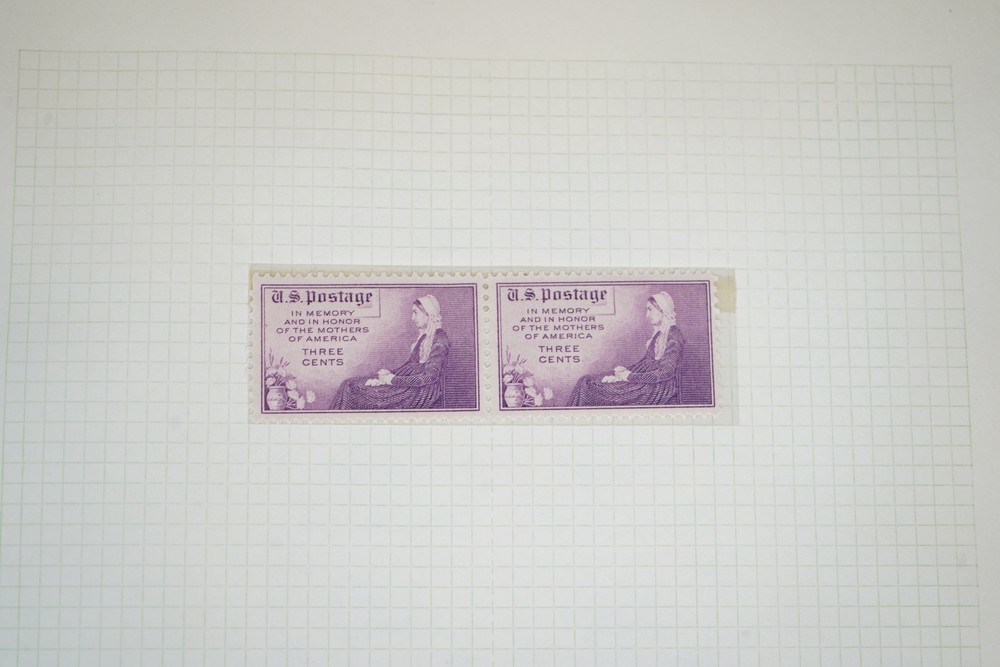 U.S. Postage
IN MEMORY
AND IN HONOR
OF THE MOTHERS
OF AMERICA
THREE
CENTS
U.S. Postage
IN MEMORY
AND IN HONOR
OF THE MOTHERS
OF AMERICA
THREE
CENTS